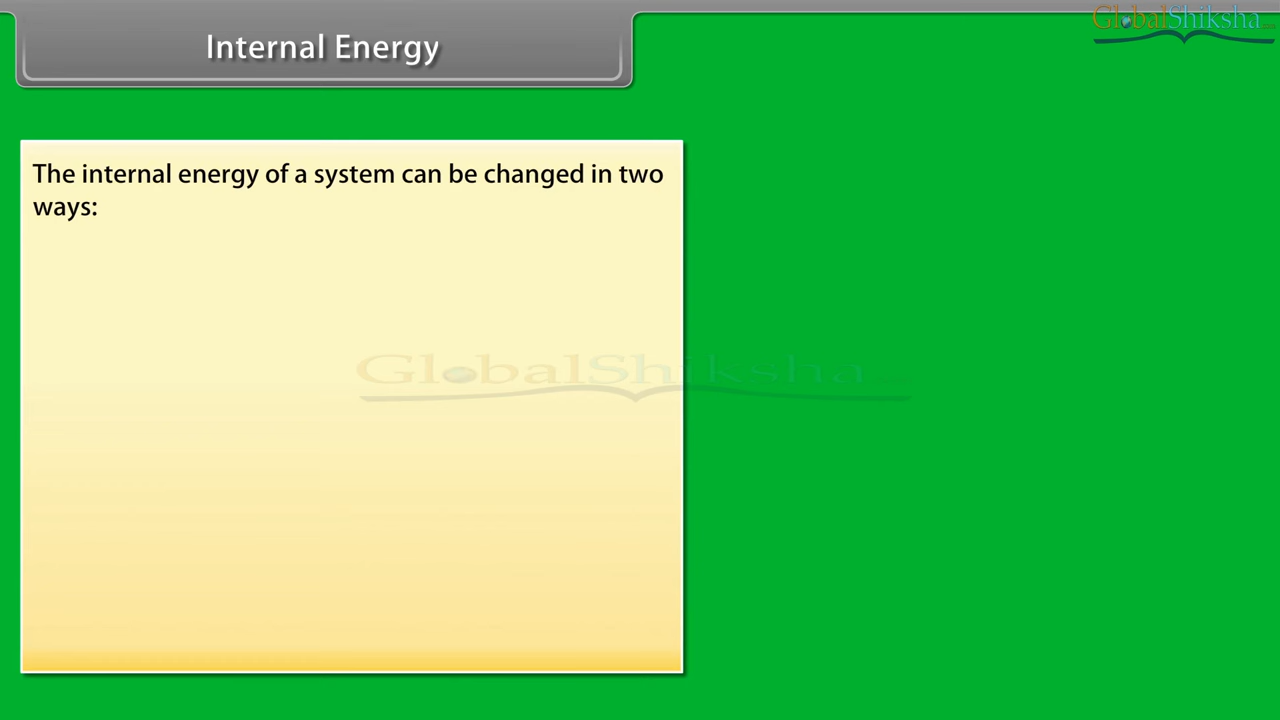 Internal Energy
GlobalShiksha
The internal energy of a system can be changed in two
ways:
GlobalShiksha